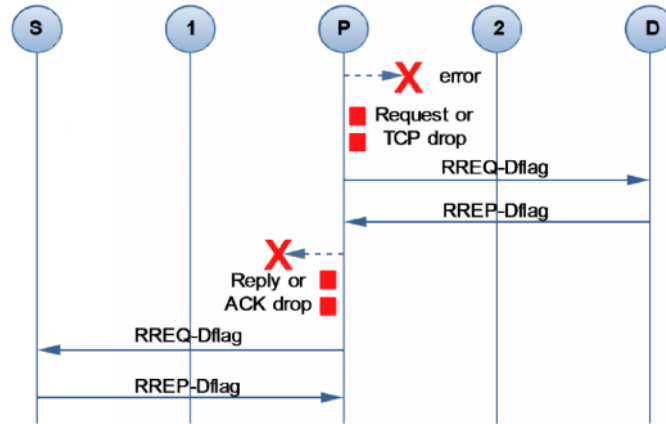 S 1 P 2 D
X error
Request or
TCP drop
RREQ-Dflag
RREP-Dflag
X
Reply or
ACK drop
RREQ-Dflag
RREP-Dflag